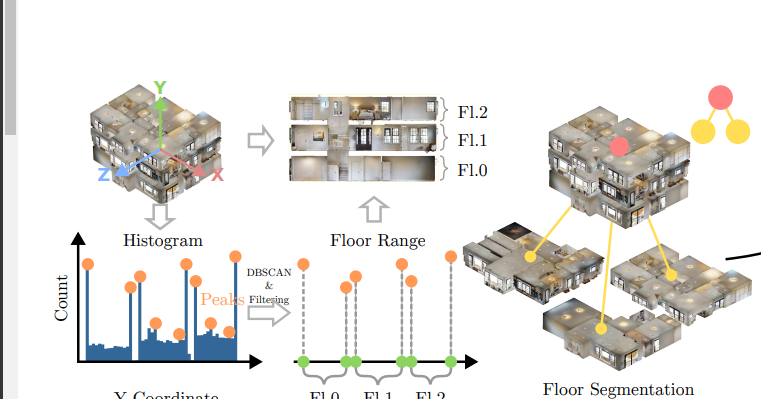 Y
Z
X
Fl.2
Fl.1
Fl.0
Histogram
Floor Range
Count
Peaks
DBSCAN
&
Filtering
Y Coordinate
Fl.0
Fl.1
Fl.2
Floor Segmentation